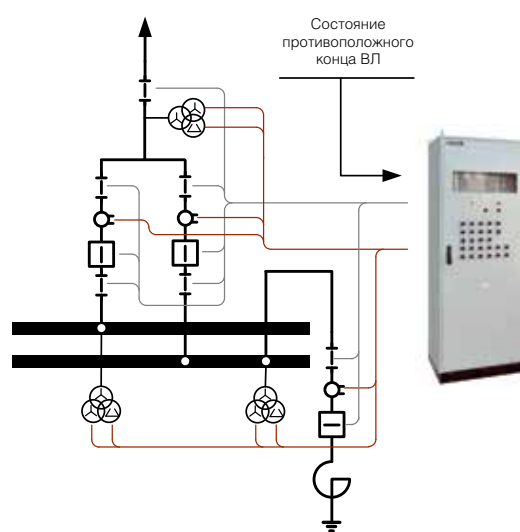 Состояние
противоположного
конца ВЛ